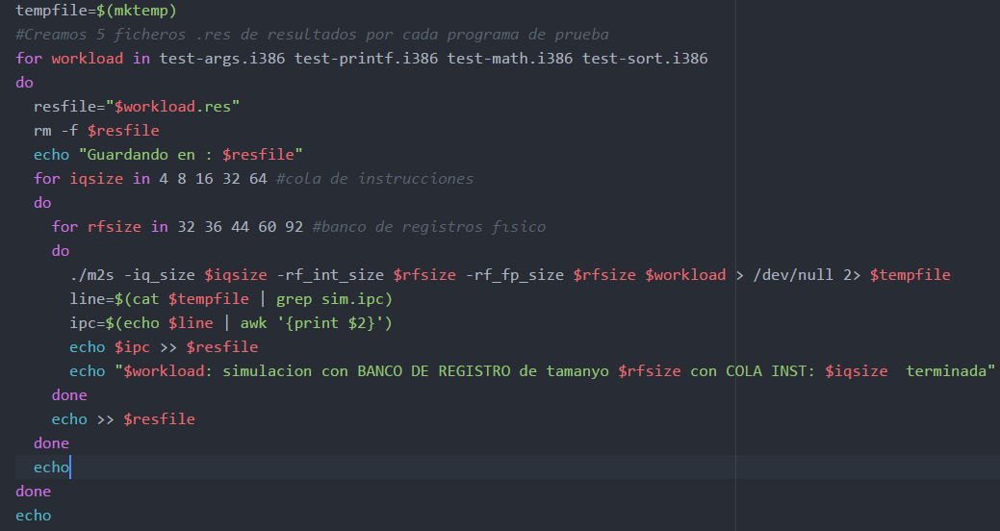 tempfile=$(mktemp)
#Creamos 5 ficheros .res de resultados por cada programa de prueba
for workload in test-args.i386 test-printf.i386 test-math.i386 test-sort.i386
do
  resfile="$workload.res"
  rm -f $resfile
  echo "Guardando en : $resfile"
  for iqsize in 4 8 16 32 64 #cola de instrucciones
  do
    for rfsize in 32 36 44 60 92 #banco de registros fısico
    do
      ./m2s -iq_size $iqsize -rf_int_size $rfsize -rf_fp_size $rfsize $workload > /dev/null 2> $tempfile
      line=$(cat $tempfile | grep sim.ipc)
      ipc=$(echo $line | awk '{print $2}')
      echo $ipc >> $resfile
      echo "$workload: simulacion con BANCO DE REGISTRO de tamanyo $rfsize con COLA INST: $iqsize  terminada"
    done
    echo >> $resfile
  done
  echo
done
echo